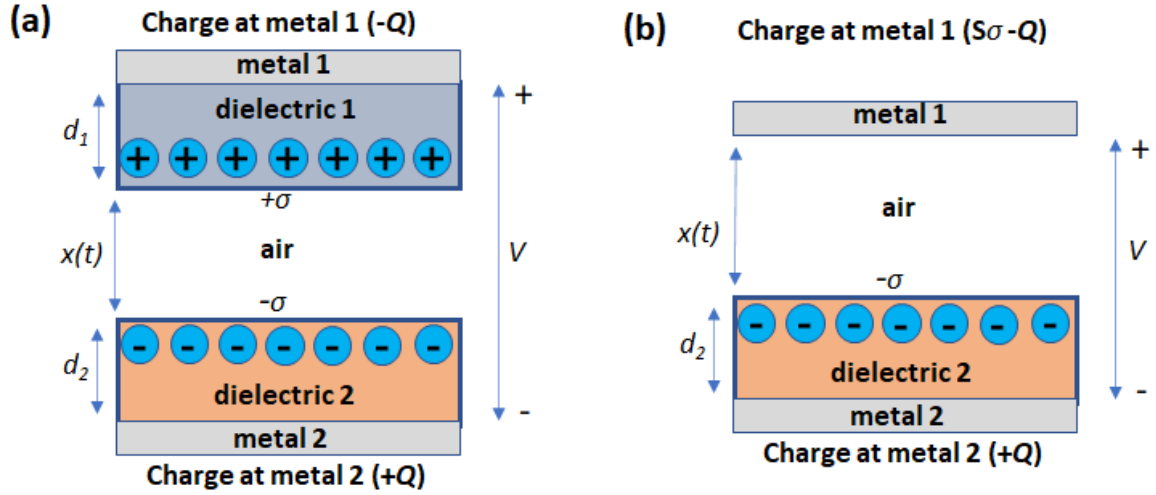 (a)
Charge at metal 1 (-Q)
metal 1
dielectric 1
d1
+ + + + + + +
+σ
x(t)
air
-σ
- - - - - - -
d2
dielectric 2
metal 2
Charge at metal 2 (+Q)
+
V
-
(b)
Charge at metal 1 (Sσ -Q)
metal 1
x(t)
air
-σ
- - - - - - -
d2
dielectric 2
metal 2
Charge at metal 2 (+Q)
+
V
-